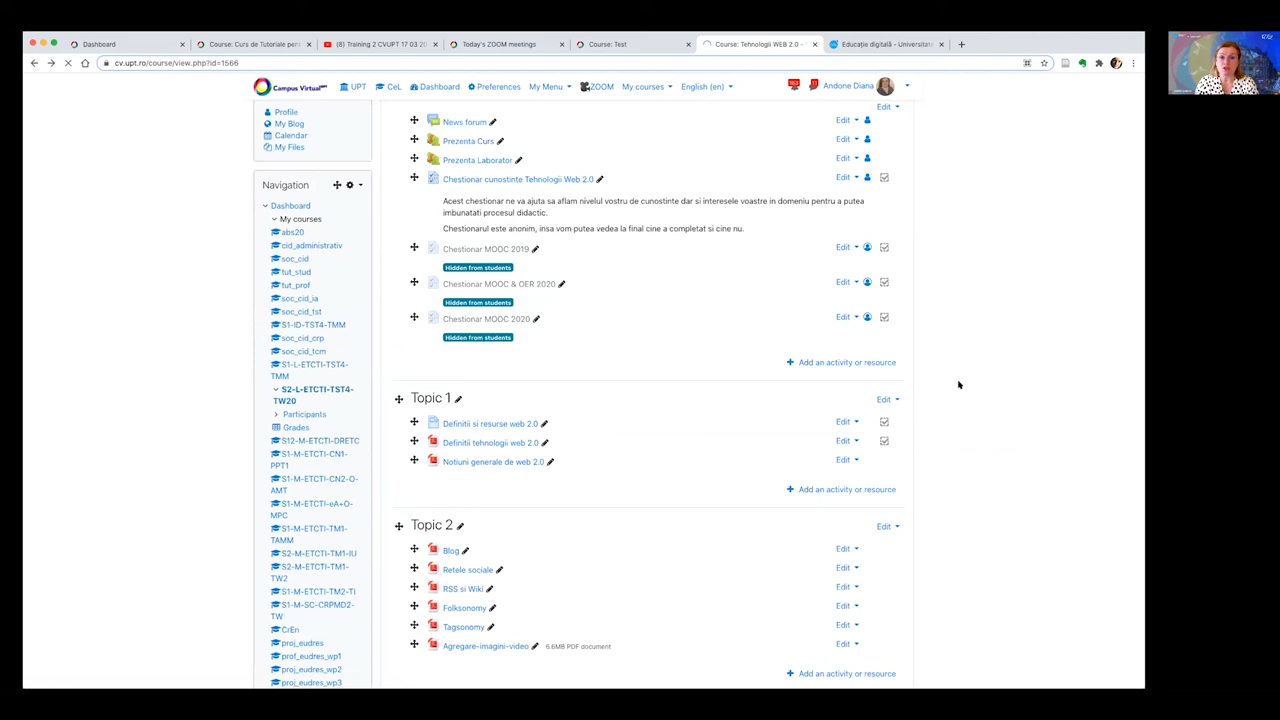 Dashboard
Course: Curs de Tutoriale pent
(8) Training 2 CVUPT 17 03 20
Today's ZOOM meetings
Course: Test
Course: Tehnologii WEB 2.0 -
Educație digitală - Universitate
cv.upt.ro/course/view.php?id=1566
Campus Virtual UPT
UPT
CeL
Dashboard
Preferences
My Menu
ZOOM
My courses
English (en)
Andone Diana
Profile
My Blog
Calendar
My Files
Navigation
Dashboard
My courses
abs20
cid_administrativ
soc_cid
tut_stud
tut_prof
soc_cid_ia
soc_cid_tst
S1-ID-TST4-TMM
soc_cid_crp
soc_cid_tcm
S1-L-ETCTI-TST4-
TMM
S2-L-ETCTI-TST4-
TW20
Participants
Grades
S12-M-ETCTI-DRETC
S1-M-ETCTI-CN1-
PPT1
S1-M-ETCTI-CN2-O-
AMT
S1-M-ETCTI-eA+O-
MPC
S1-M-ETCTI-TM1-
TAMM
S2-M-ETCTI-TM1-IU
S2-M-ETCTI-TM1-
TW2
S1-M-ETCTI-TM2-TI
S1-M-SC-CRPMD2-
TW
CrEn
proj_eudres
prof_eudres_wp1
proj_eudres_wp2
proj_eudres_wp3
Edit
News forum Edit
Prezenta Curs Edit
Prezenta Laborator Edit
Chestionar cunostinte Tehnologii Web 2.0 Edit
Acest chestionar ne va ajuta sa aflam nivelul vostru de cunostinte dar si interesele voastre in domeniu pentru a putea
imbunatati procesul didactic.
Chestionarul este anonim, insa vom putea vedea la final cine a completat si cine nu.
Chestionar MOOC 2019 Edit
Hidden from students
Chestionar MOOC & OER 2020 Edit
Hidden from students
Chestionar MOOC 2020 Edit
Hidden from students
Add an activity or resource
Topic 1 Edit
Definitii si resurse web 2.0 Edit
Definitii tehnologii web 2.0 Edit
Notiuni generale de web 2.0 Edit
Add an activity or resource
Topic 2 Edit
Blog Edit
Retele sociale Edit
RSS si Wiki Edit
Folksonomy Edit
Tagsonomy Edit
Agregare-imagini-video 6.6MB PDF document Edit
Add an activity or resource